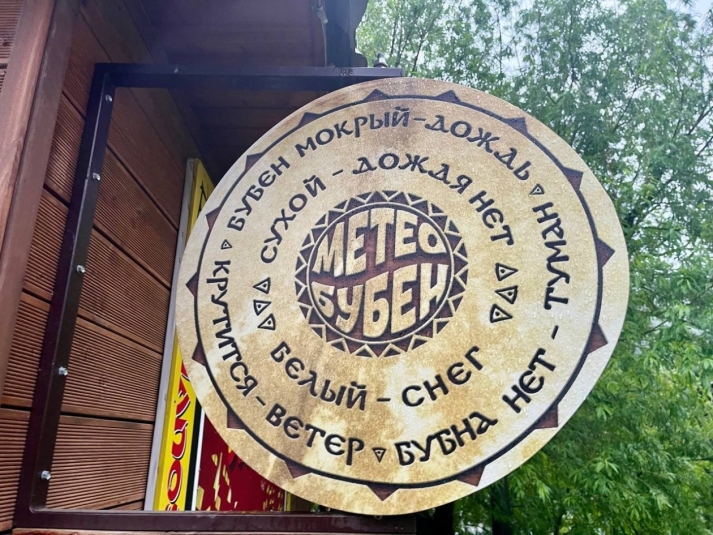 БУБЕН МОКРЫЙ - ДОЖДЬ
СУХОЙ - ДОЖДЯ НЕТ
МЕТЕО
БУБЕН
БЕЛЫЙ - СНЕГ
КРУТИТСЯ - ВЕТЕР
БУБНА НЕТ - ТУМАН